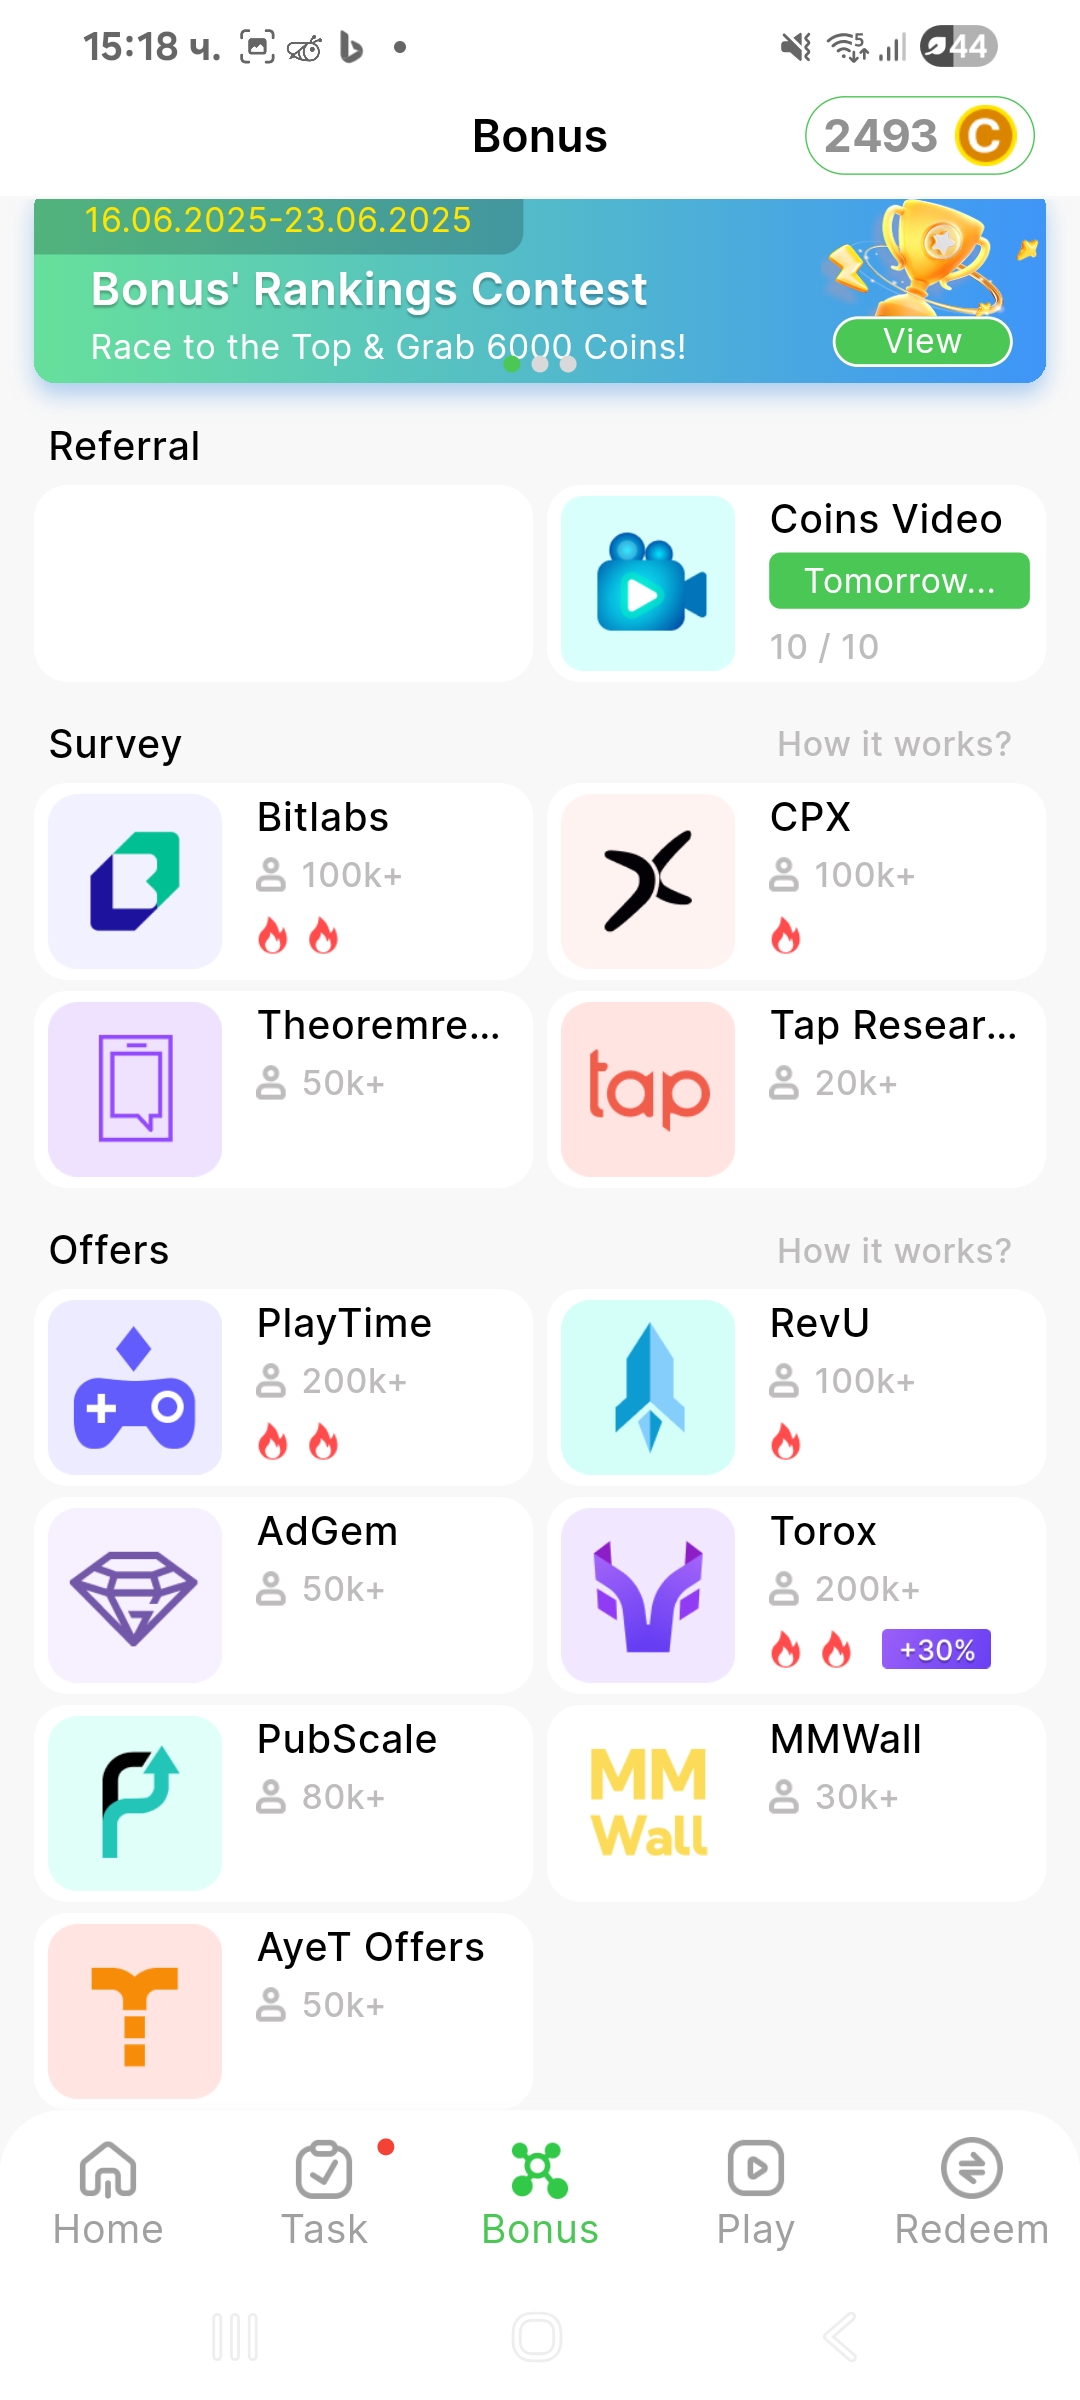 15:18 ч.
44
Bonus
2493
16.06.2025-23.06.2025
Bonus' Rankings Contest
Race to the Top & Grab 6000 Coins!
View
Referral
Coins Video
Tomorrow...
10 / 10
Survey
How it works?
Bitlabs
100k+
CPX
100k+
Theoremre...
50k+
tap
Tap Resear...
20k+
Offers
How it works?
PlayTime
200k+
RevU
100k+
AdGem
50k+
Torox
200k+
+30%
PubScale
80k+
MM
Wall
MMWall
30k+
AyeT Offers
50k+
Home
Task
Bonus
Play
Redeem